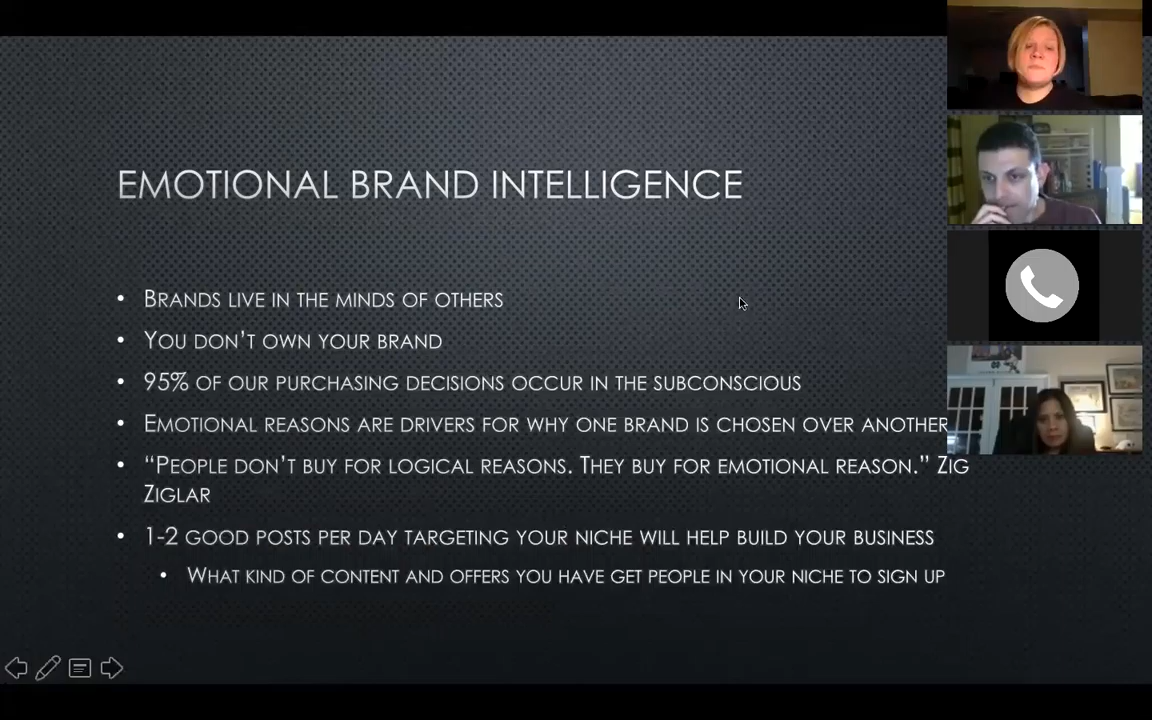 EMOTIONAL BRAND INTELLIGENCE
• BRANDS LIVE IN THE MINDS OF OTHERS
• YOU DON'T OWN YOUR BRAND
• 95% OF OUR PURCHASING DECISIONS OCCUR IN THE SUBCONSCIOUS
• EMOTIONAL REASONS ARE DRIVERS FOR WHY ONE BRAND IS CHOSEN OVER ANOTHER
• “PEOPLE DON'T BUY FOR LOGICAL REASONS. THEY BUY FOR EMOTIONAL REASON.” ZIG
ZIGLAR
• 1-2 GOOD POSTS PER DAY TARGETING YOUR NICHE WILL HELP BUILD YOUR BUSINESS
• WHAT KIND OF CONTENT AND OFFERS YOU HAVE GET PEOPLE IN YOUR NICHE TO SIGN UP